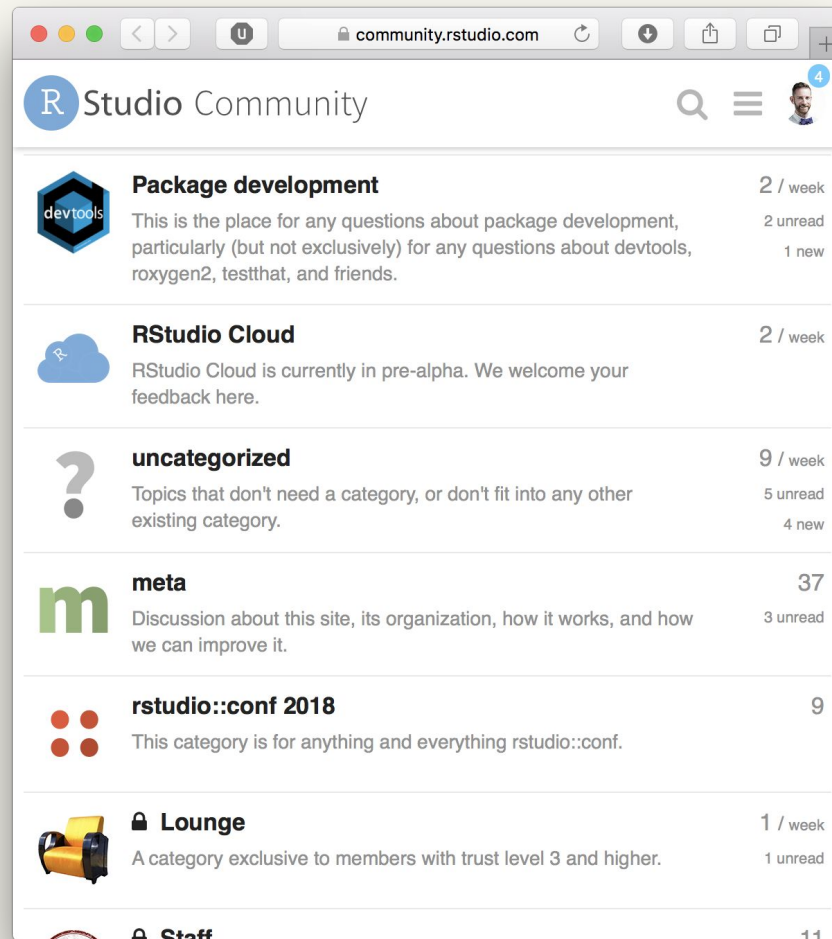 U
community.rstudio.com
R Studio Community
4
Package development
2 / week
devtools
This is the place for any questions about package development,
2 unread
particularly (but not exclusively) for any questions about devtools,
1 new
roxygen2, testthat, and friends.
RStudio Cloud
2 / week
R
RStudio Cloud is currently in pre-alpha. We welcome your
feedback here.
uncategorized
9 / week
?
Topics that don't need a category, or don't fit into any other
5 unread
existing category.
4 new
meta
37
m
Discussion about this site, its organization, how it works, and how
3 unread
we can improve it.
rstudio::conf 2018
9
This category is for anything and everything rstudio::conf.
Lounge
1 / week
A category exclusive to members with trust level 3 and higher.
1 unread
Staff
11